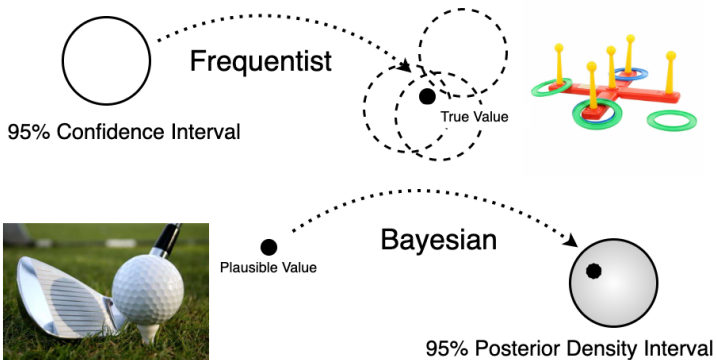 Frequentist
95% Confidence Interval
True Value
Bayesian
Plausible Value
95% Posterior Density Interval